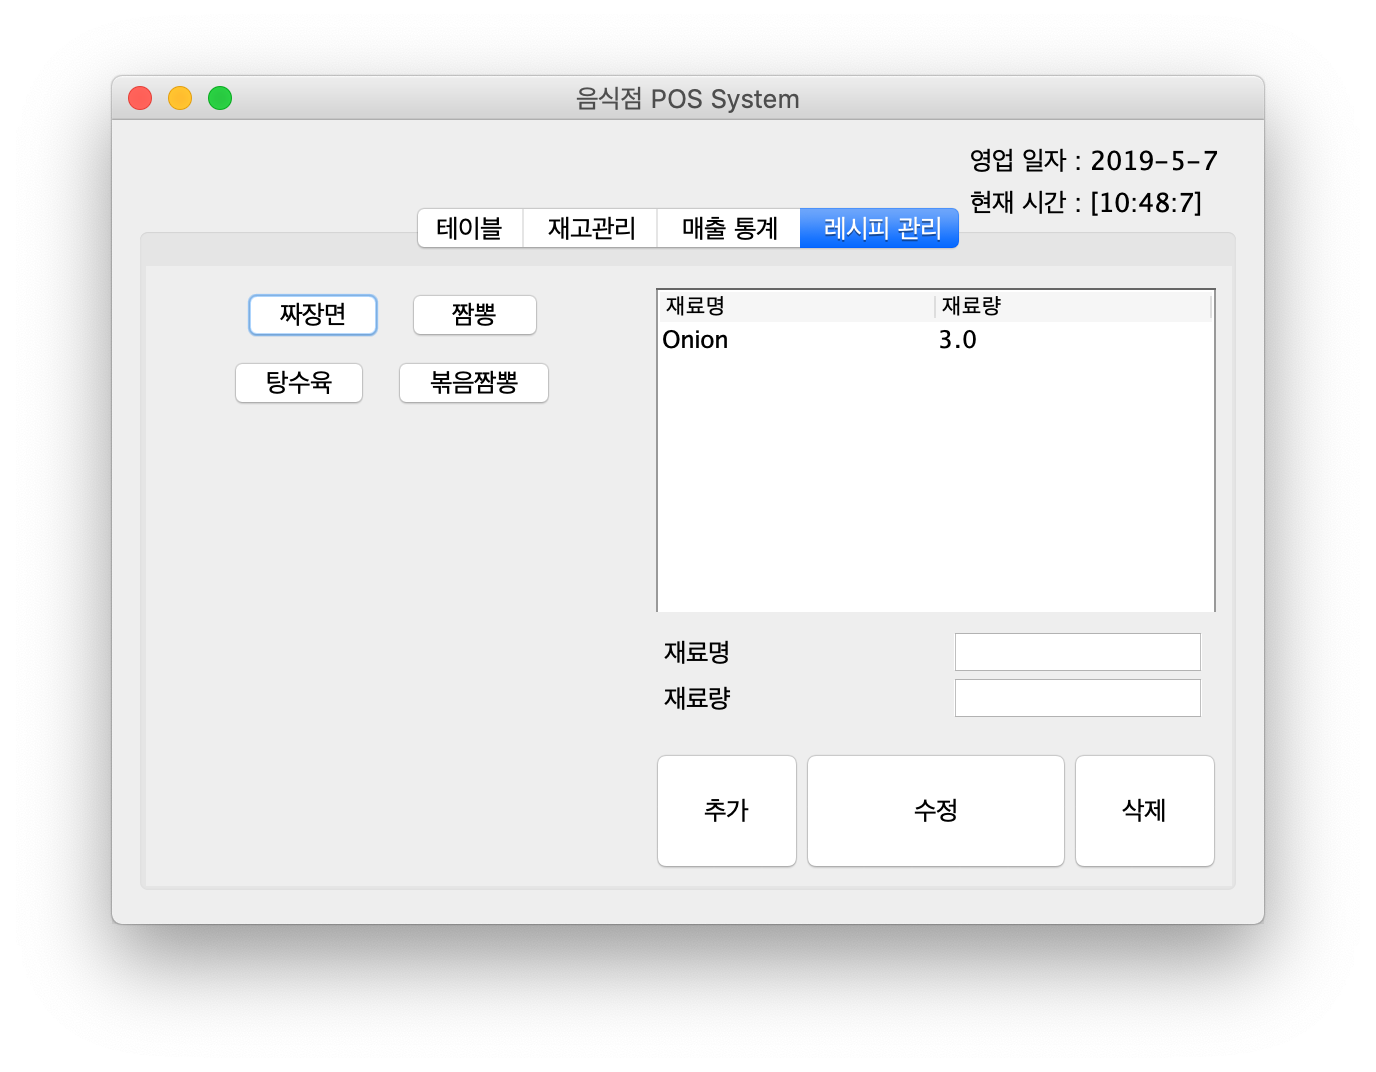 음식점 POS System
영업 일자 : 2019-5-7
현재 시간 : [10:48:7]
테이블 재고관리 매출 통계 레시피 관리
짜장면 짬뽕
탕수육 볶음짬뽕
재료명 재료량
Onion 3.0
재료명
재료량
추가 수정 삭제